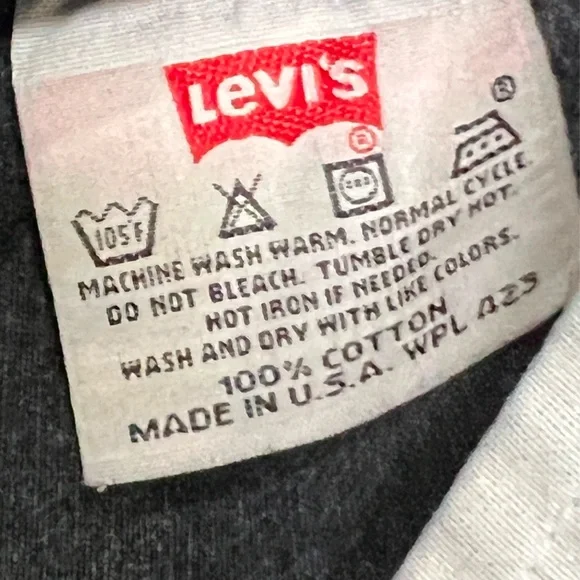 Levi's
®
®
105F
MACHINE WASH WARM. NORMAL CYCLE.
DO NOT BLEACH. TUMBLE DRY HOT.
HOT IRON IF NEEDED.
WASH AND DRY WITH LIKE COLORS.
100% COTTON
MADE IN U.S.A. WPL 423